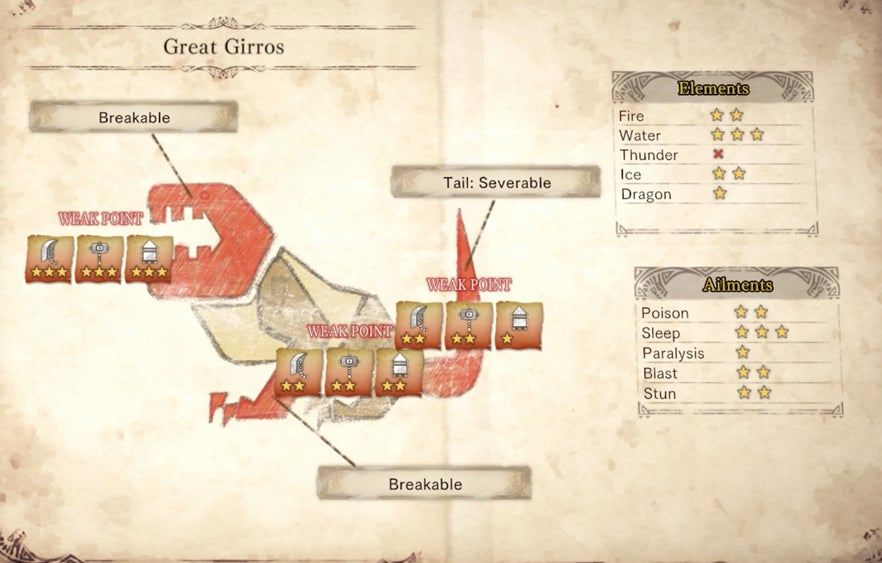 Great Girros
Breakable
Tail: Severable
WEAK POINT
WEAK POINT
WEAK POINT
Breakable
Elements
Fire
Water
Thunder
Ice
Dragon
Ailments
Poison
Sleep
Paralysis
Blast
Stun